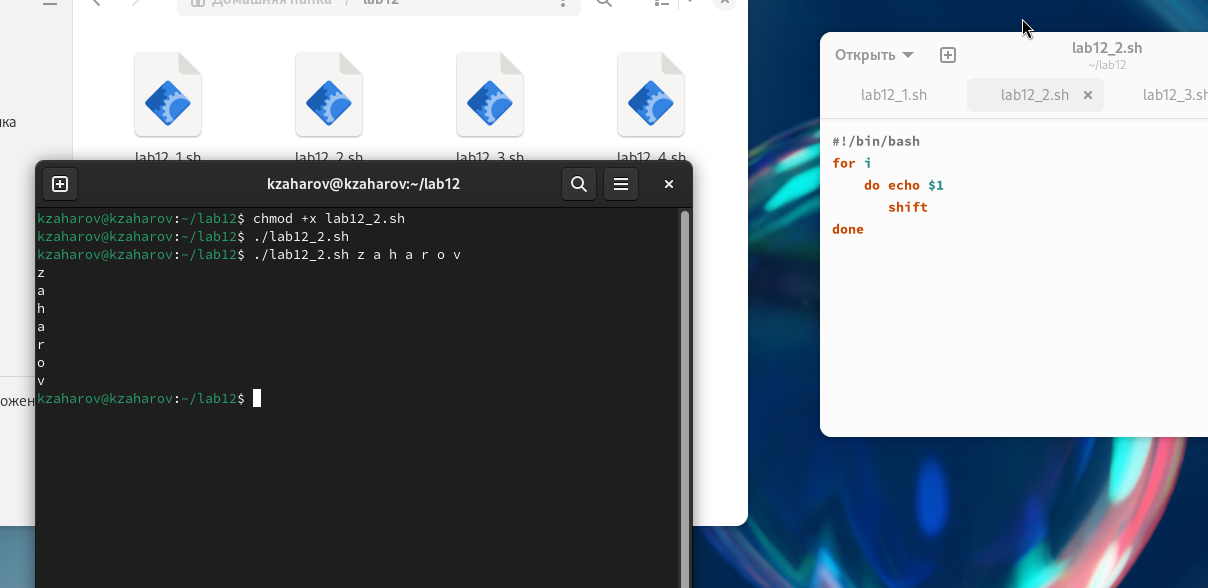 Домашняя папка / lab12
lab12_1.sh
lab12_2.sh
lab12_3.sh
lab12_4.sh
kzaharov@kzaharov:~/lab12
kzaharov@kzaharov:~/lab12$ chmod +x lab12_2.sh
kzaharov@kzaharov:~/lab12$ ./lab12_2.sh
kzaharov@kzaharov:~/lab12$ ./lab12_2.sh z a h a r o v
z
a
h
a
r
o
v
kzaharov@kzaharov:~/lab12$
Открыть
lab12_2.sh
~/lab12
lab12_1.sh
lab12_2.sh
lab12_3.sh
#!/bin/bash
for i
    do echo $1
       shift
done